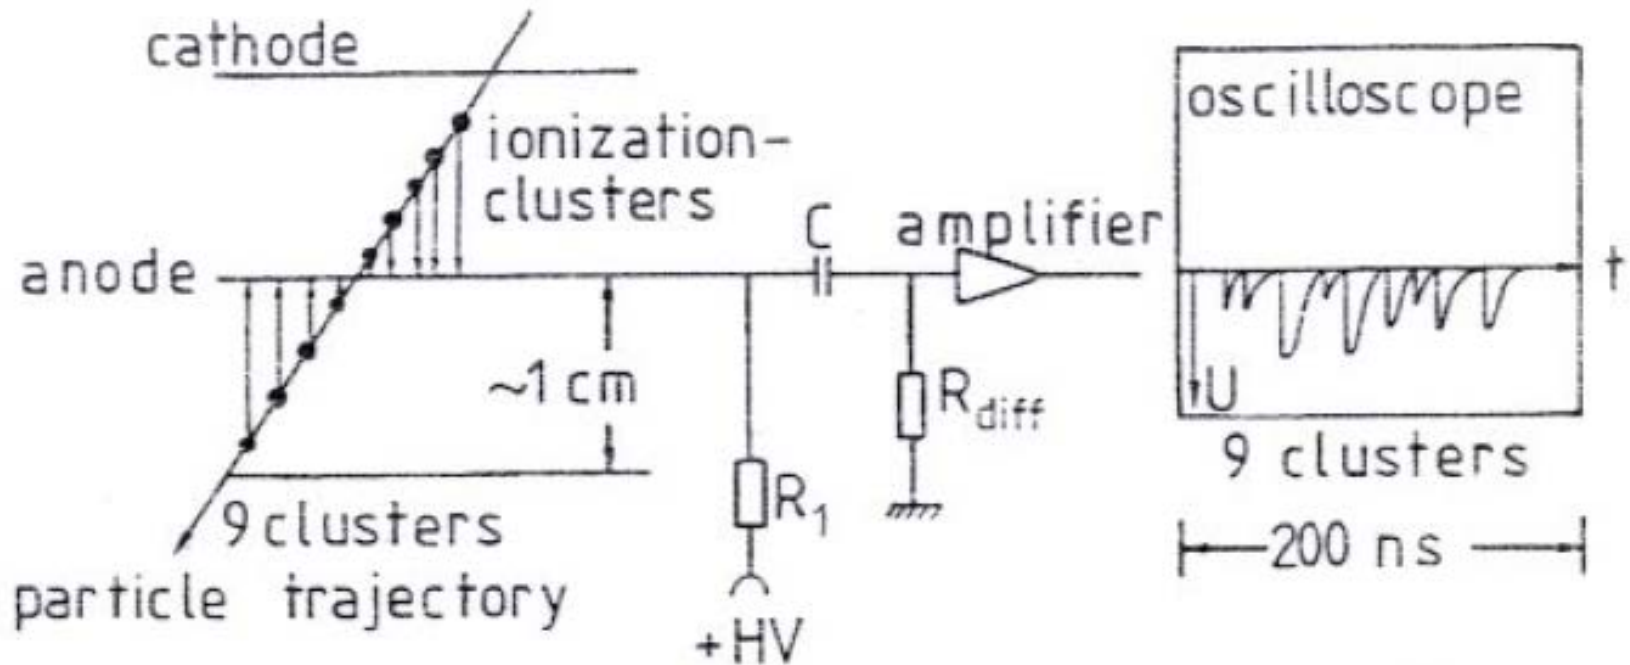 cathode
ionization-
clusters
anode
C
amplifier
oscilloscope
t
U
~1 cm
R1
Rdiff
+HV
9 clusters
particle trajectory
9 clusters
200 ns